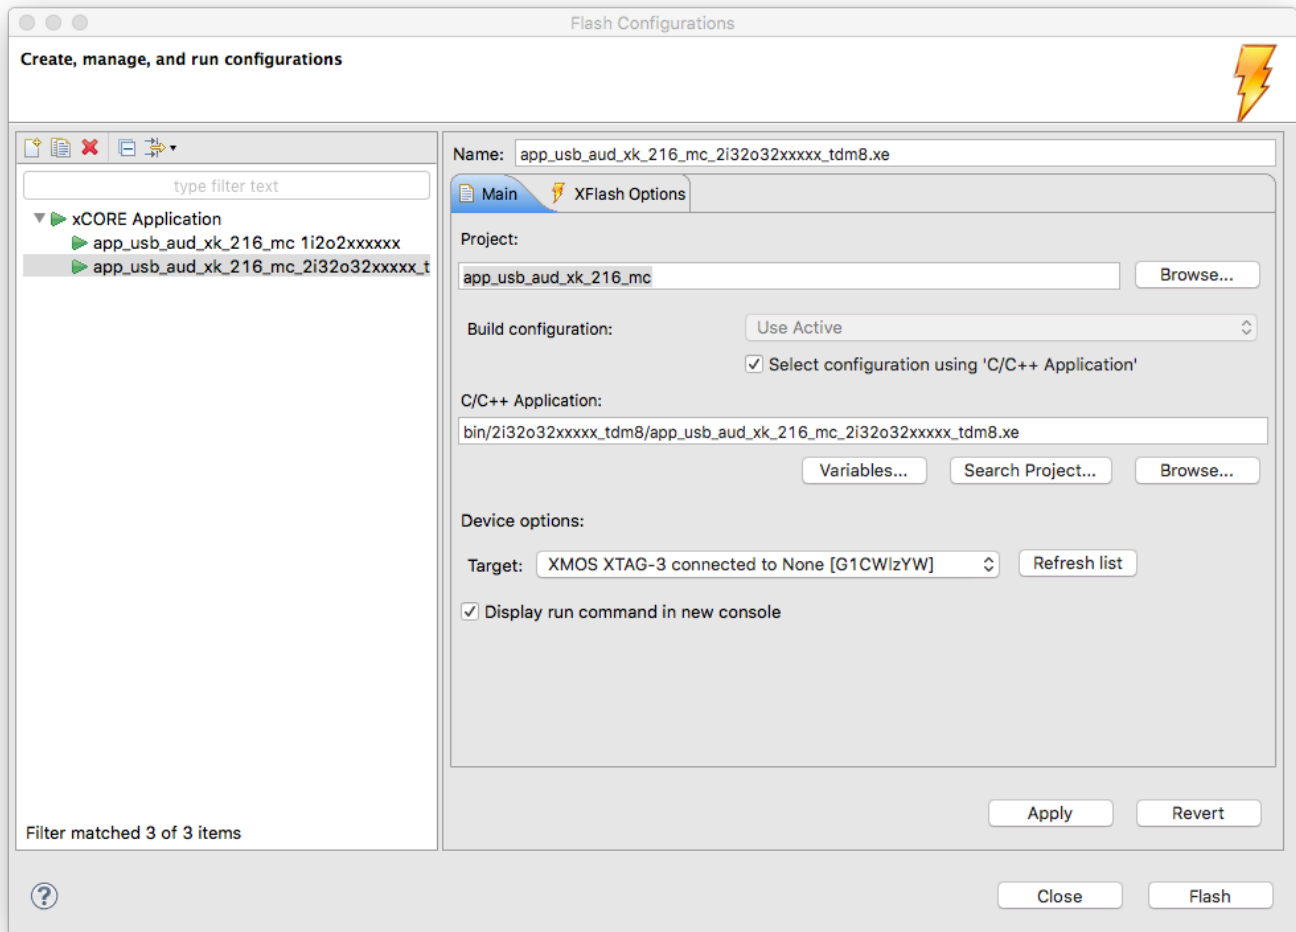 Flash Configurations
Create, manage, and run configurations
type filter text
xCORE Application
app_usb_aud_xk_216_mc 1i2o2xxxxxx
app_usb_aud_xk_216_mc_2i32o32xxxxx_t
Filter matched 3 of 3 items
Name: app_usb_aud_xk_216_mc_2i32o32xxxxx_tdm8.xe
Main XFlash Options
Project:
app_usb_aud_xk_216_mc Browse...
Build configuration: Use Active
Select configuration using 'C/C++ Application'
C/C++ Application:
bin/2i32o32xxxxx_tdm8/app_usb_aud_xk_216_mc_2i32o32xxxxx_tdm8.xe
Variables... Search Project... Browse...
Device options:
Target: XMOS XTAG-3 connected to None [G1CWIzYW] Refresh list
Display run command in new console
Apply Revert
? Close Flash